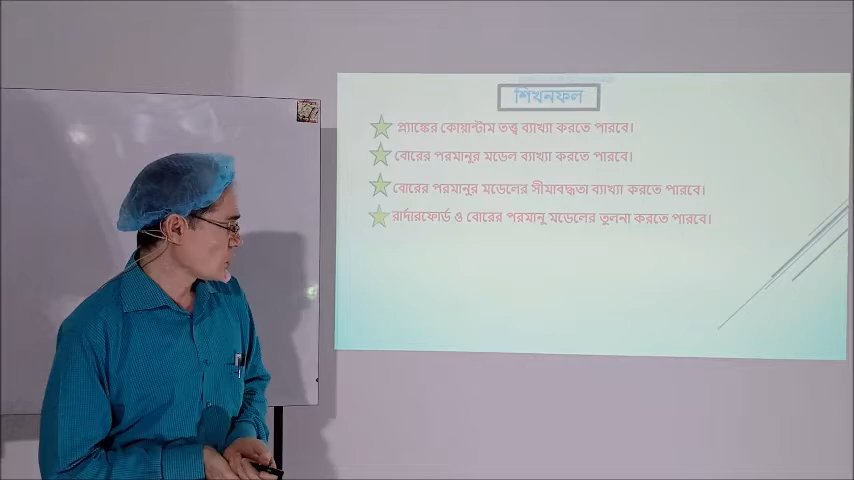 শিখনফল
প্ল্যাঙ্কের কোয়ান্টাম তত্ত্ব ব্যাখ্যা করতে পারবে।
বোরের পরমানুর মডেল ব্যাখ্যা করতে পারবে।
বোরের পরমানুর মডেলের সীমাবদ্ধতা ব্যাখ্যা করতে পারবে।
রার্দারফোর্ড ও বোরের পরমানু মডেলের তুলনা করতে পারবে।